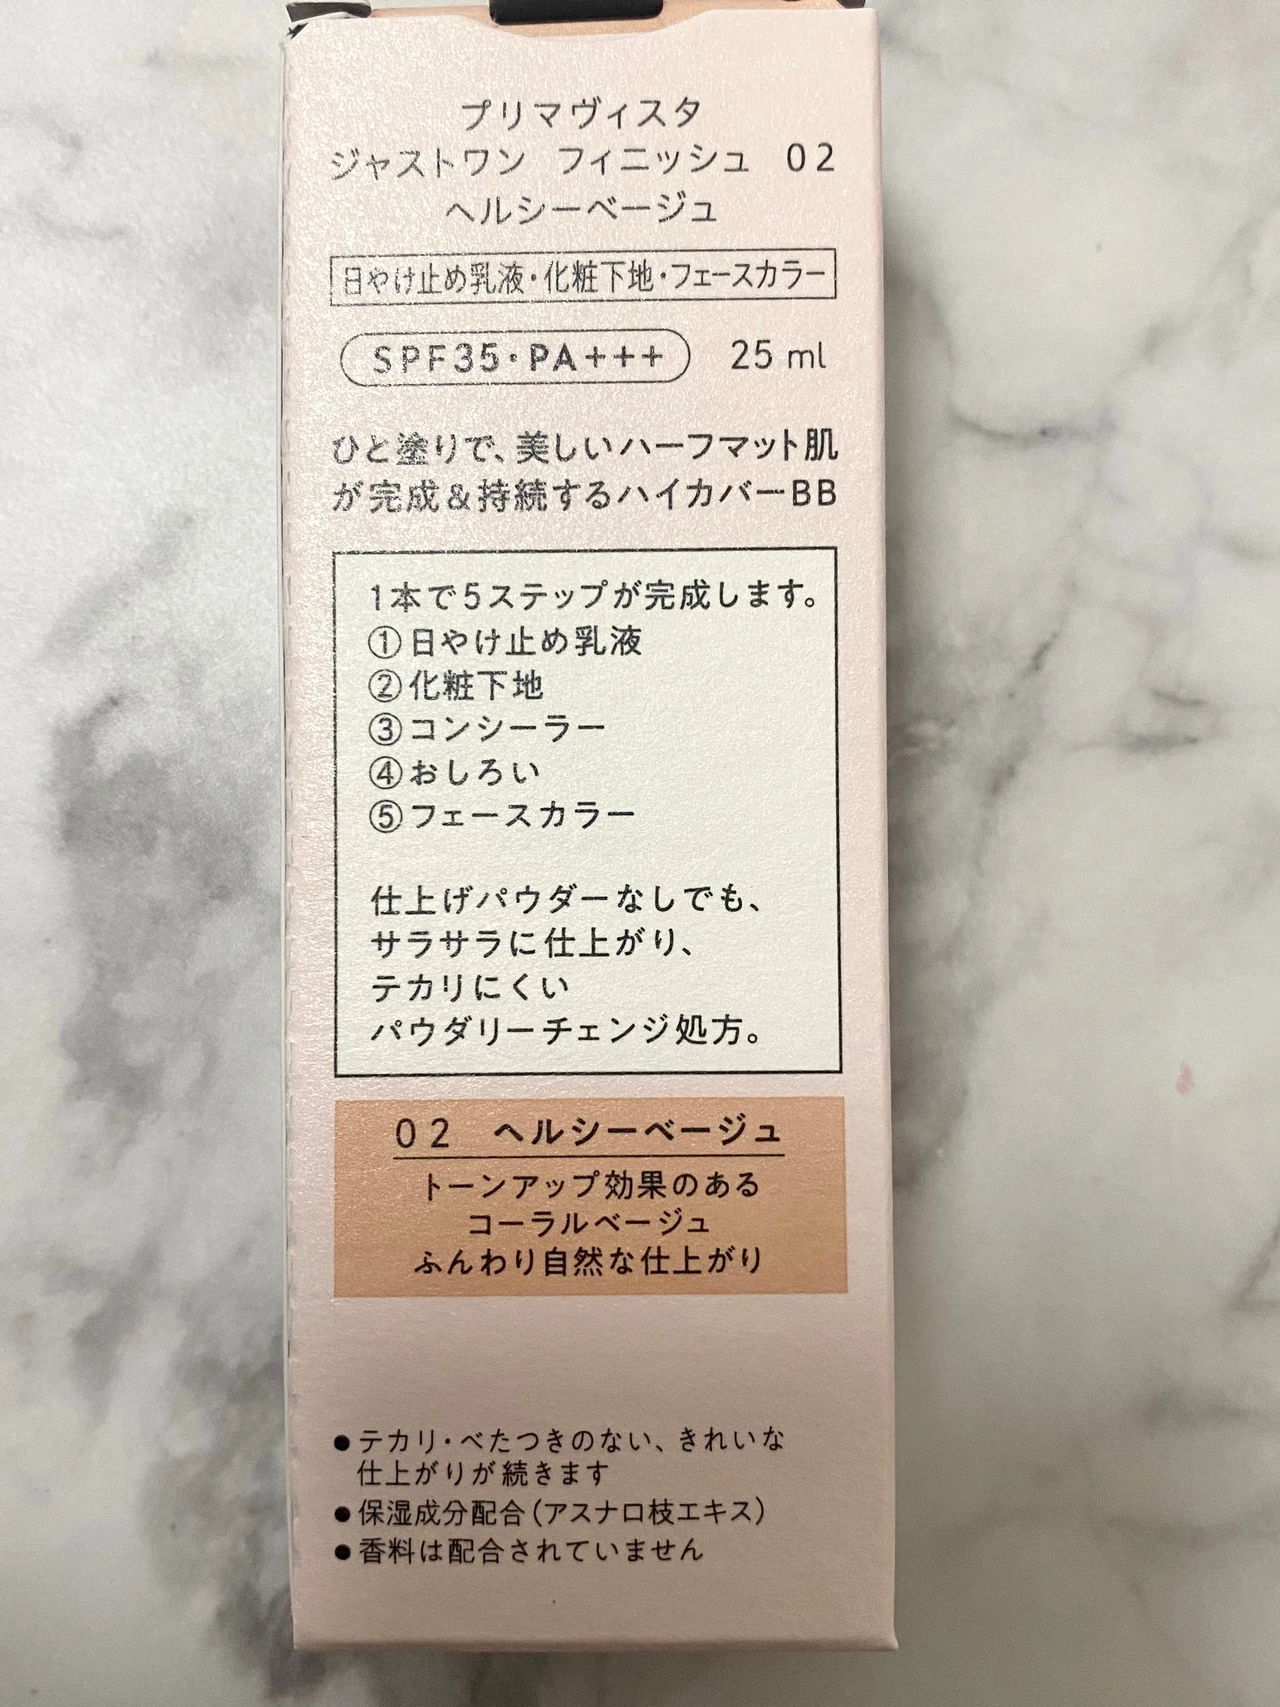 プリマヴィスタ
ジャストワン フィニッシュ 02
ヘルシーベージュ
日やけ止め乳液・化粧下地・フェースカラー
SPF35・PA+++ 25 ml
ひと塗りで、美しいハーフマット肌
が完成&持続するハイカバーBB
1本で5ステップが完成します。
①日やけ止め乳液
②化粧下地
③コンシーラー
④おしろい
⑤フェースカラー
仕上げパウダーなしでも、
サラサラに仕上がり、
テカリにくい
パウダリーチェンジ処方。
02 ヘルシーベージュ
トーンアップ効果のある
コーラルベージュ
ふんわり自然な仕上がり
●テカリ・べたつきのない、きれいな
仕上がりが続きます
●保湿成分配合(アスナロ枝エキス)
●香料は配合されていません